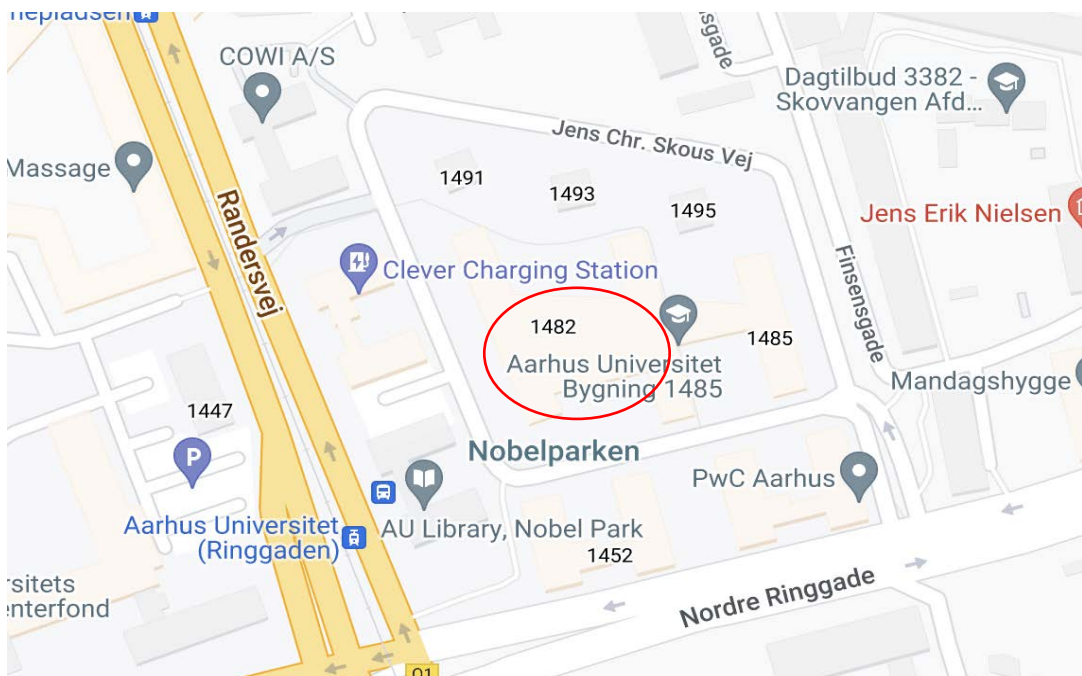 COWI A/S
Dagtilbud 3382 -
Skovvangen Afd...
Massage
Jens Chr. Skous Vej
1491
1493
1495
Randersvej
Jens Erik Nielsen
Clever Charging Station
Finsensgade
1482
1485
Aarhus Universitet
Bygning 1485
Mandagshygge
1447
P
Nobelparken
PwC Aarhus
Aarhus Universitet
(Ringgaden)
AU Library, Nobel Park
1452
Nordre Ringgade